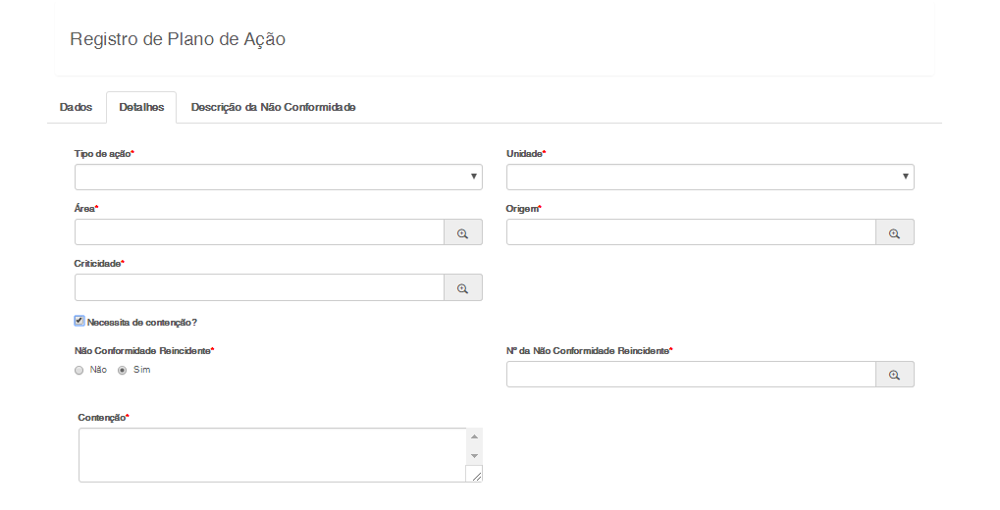 Registro de Plano de Ação
Dados Detalhes Descrição da Não Conformidade
Tipo de ação* Unidade*
Área* Origem*
Criticidade*
Necessita de contenção?
Não Conformidade Reincidente* Nº da Não Conformidade Reincidente*
Não Sim
Contenção*